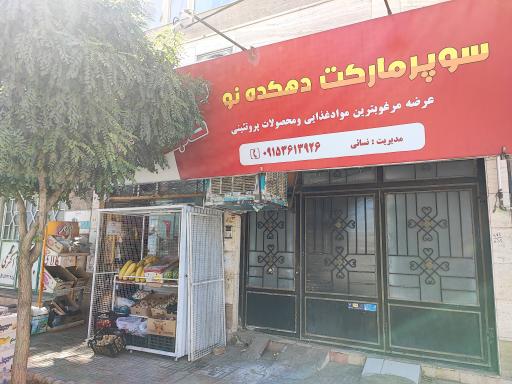 سوپرمارکت دهکده نو
عرضه مرغوبترین موادغذایی ومحصولات پروتئینی
مدیریت : نسائی
۰۹۱۵۳۶۱۳۹۲۶